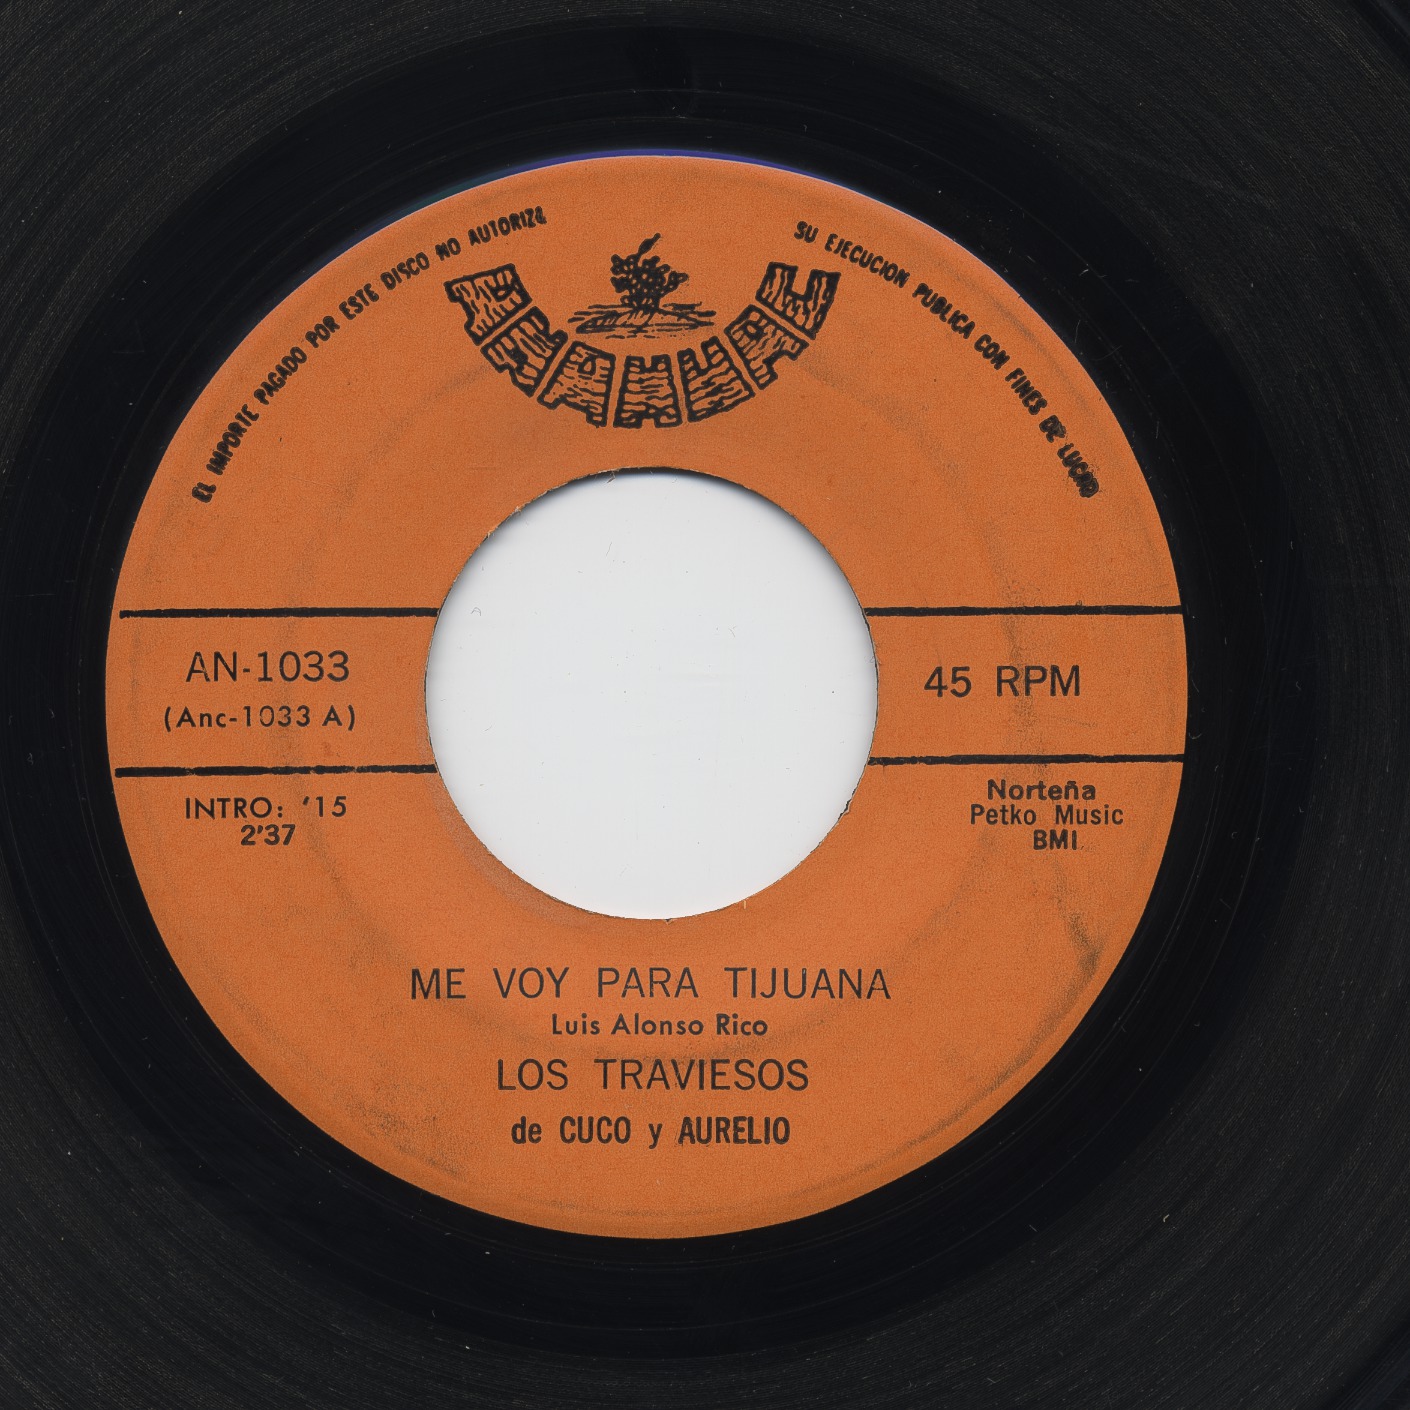 EL IMPORTE PAGADO POR ESTE DISCO NO AUTORIZA
SU EJECUCION PUBLICA CON FINES DE LUCRO
ANAHUAC
AN-1033
(Anc-1033 A)
45 RPM
INTRO: '15
2'37
Norteña
Petko Music
BMI
ME VOY PARA TIJUANA
Luis Alonso Rico
LOS TRAVIESOS
de CUCO y AURELIO